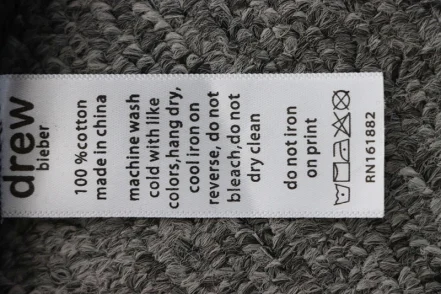 drew
bieber
100 %cotton
made in china
machine wash
cold with like
colors,hang dry,
cool iron on
reverse, do not
bleach,do not
dry clean
do not iron
on print
RN161882